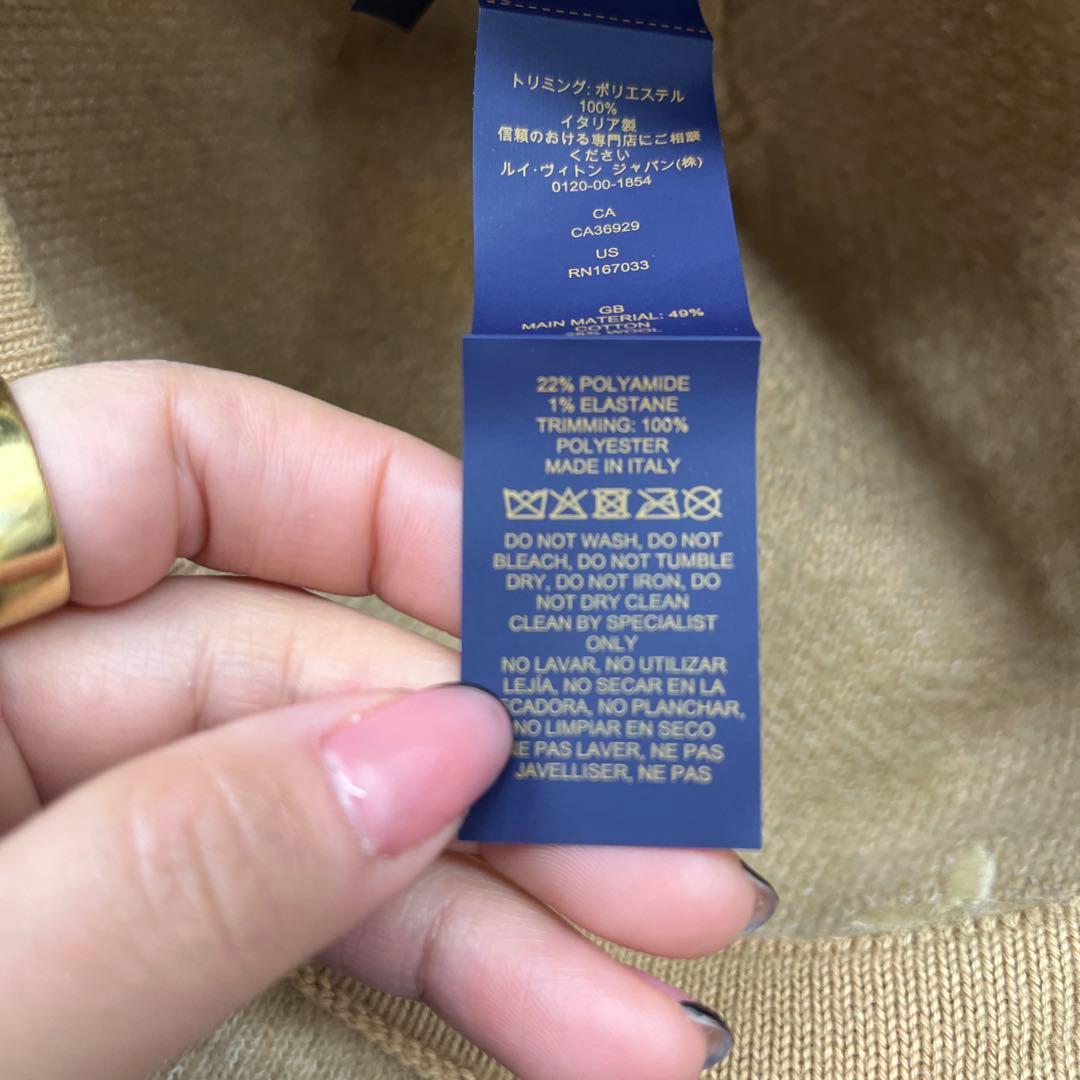 トリミング: ポリエステル
100%
イタリア製
信頼のおける専門店にご相談
ください
ルイ·ヴィトン ジャパン(株)
0120-00-1854
CA
CA36929
US
RN167033
GB
MAIN MATERIAL: 49%
COTTON
28% WOOL
22% POLYAMIDE
1% ELASTANE
TRIMMING: 100%
POLYESTER
MADE IN ITALY
DO NOT WASH, DO NOT
BLEACH, DO NOT TUMBLE
DRY, DO NOT IRON, DO
NOT DRY CLEAN
CLEAN BY SPECIALIST
ONLY
NO LAVAR, NO UTILIZAR
LEJÍA, NO SECAR EN LA
ECADORA, NO PLANCHAR,
NO LIMPIAR EN SECO
NE PAS LAVER, NE PAS
JAVELLISER, NE PAS